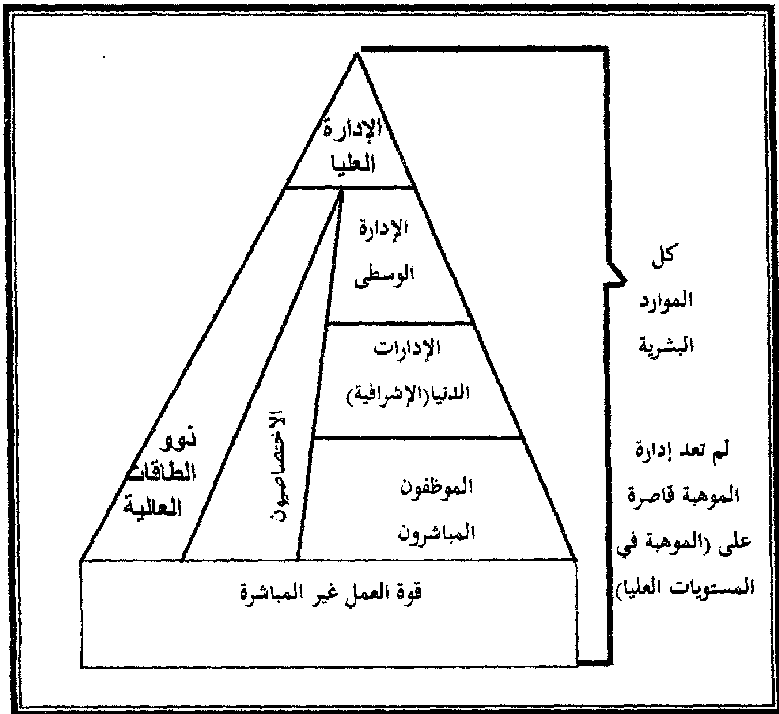 الإدارة
العليا
الإدارة
الوسطى
الإدارات
الدنيا(الإشرافية)
الموظفون
المباشرون
الاختصاصيون
ذوو
الطاقات
العالية
قوة العمل غير المباشرة
كل
الموارد
البشرية
لم تعد إدارة
الموهبة قاصرة
على (الموهبة في
المستويات العليا)